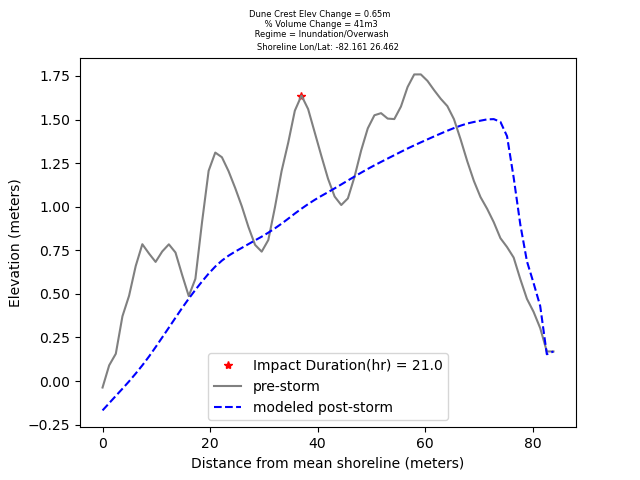 Dune Crest Elev Change = 0.65m
% Volume Change = 41m3
Regime = Inundation/Overwash
Shoreline Lon/Lat: -82.161 26.462
1.75
1.50
1.25
1.00
0.75
0.50
0.25
0.00
−0.25
Elevation (meters)
Impact Duration(hr) = 21.0
pre-storm
modeled post-storm
0 20 40 60 80
Distance from mean shoreline (meters)